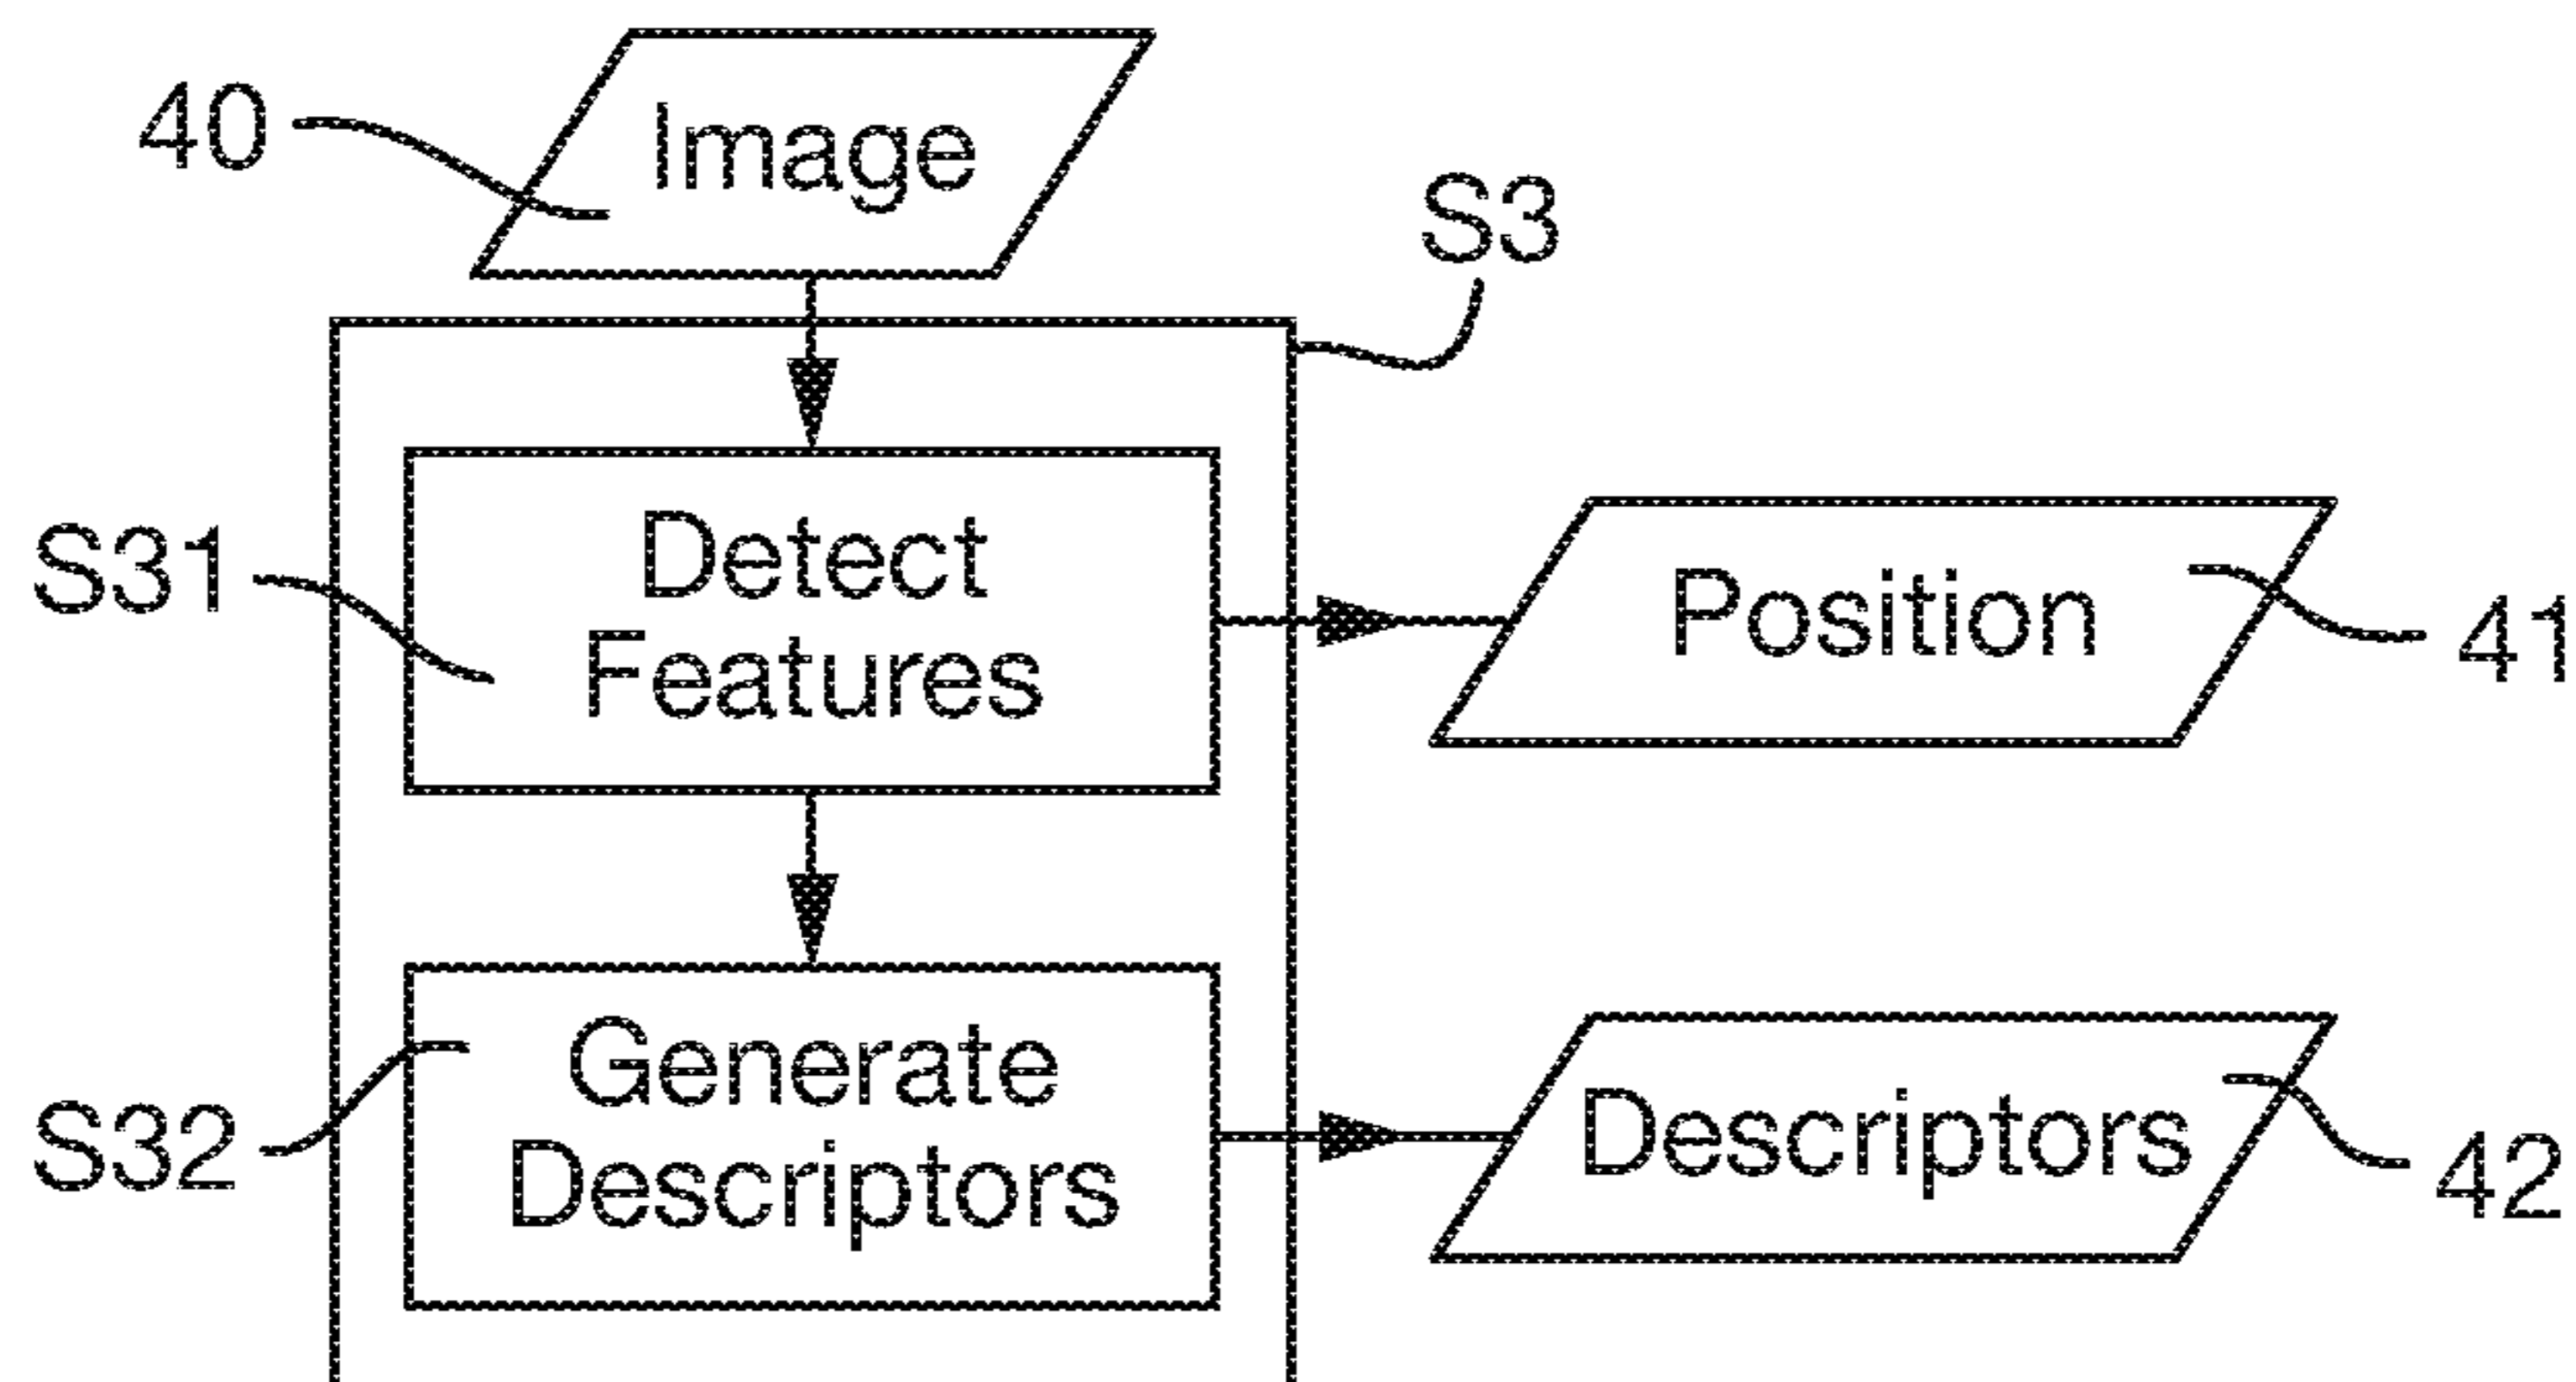 40
Image
S3
S31
Detect
Features
Position
41
S32
Generate
Descriptors
Descriptors
42